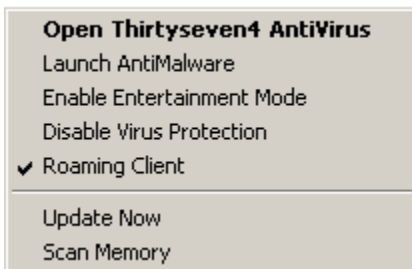 Open Thirtyseven4 AntiVirus
Launch AntiMalware
Enable Entertainment Mode
Disable Virus Protection
Roaming Client
Update Now
Scan Memory